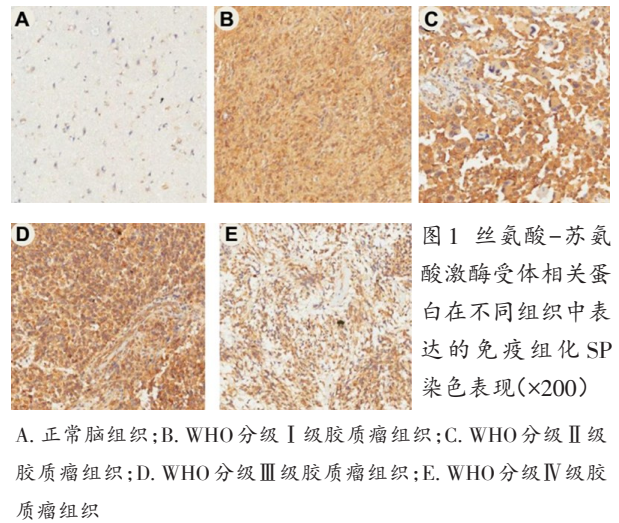 A
B
C
D
E
图1 丝氨酸-苏氨
酸激酶受体相关蛋
白在不同组织中表
达的免疫组化SP
染色表现(×200)
A. 正常脑组织;B. WHO分级Ⅰ级胶质瘤组织;C. WHO分级Ⅱ级
胶质瘤组织;D. WHO分级Ⅲ级胶质瘤组织;E. WHO分级Ⅳ级胶
质瘤组织